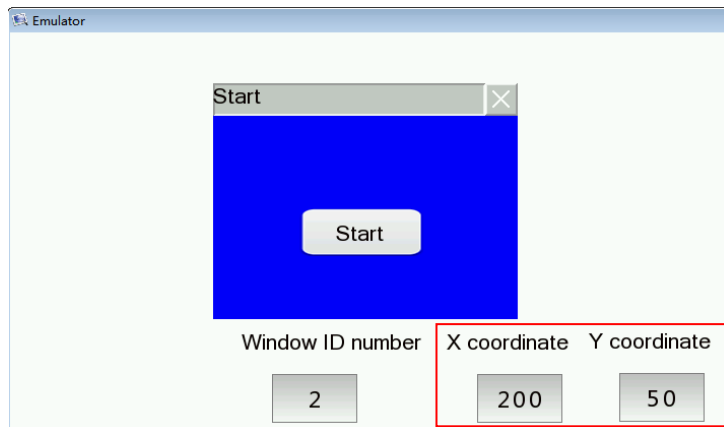 Emulator
Start
Start
Window ID number X coordinate Y coordinate
2 200 50